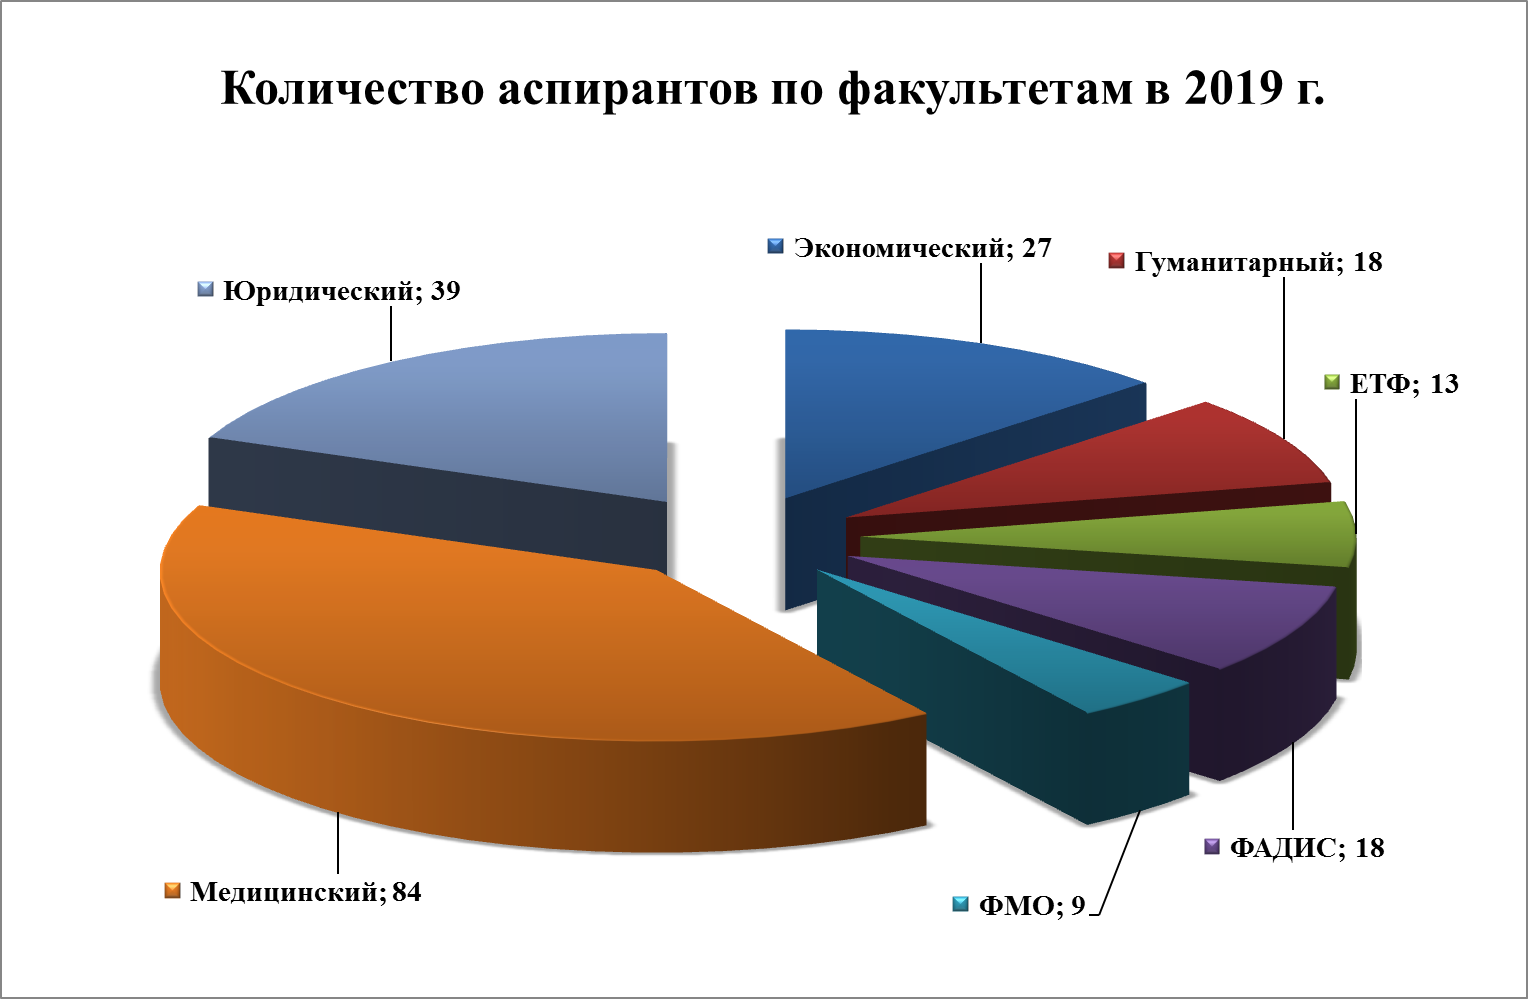 Количество аспирантов по факультетам в 2019 г.
Экономический; 27
Гуманитарный; 18
Юридический; 39
ЕТФ; 13
ФАДИС; 18
Медицинский; 84
ФМО; 9